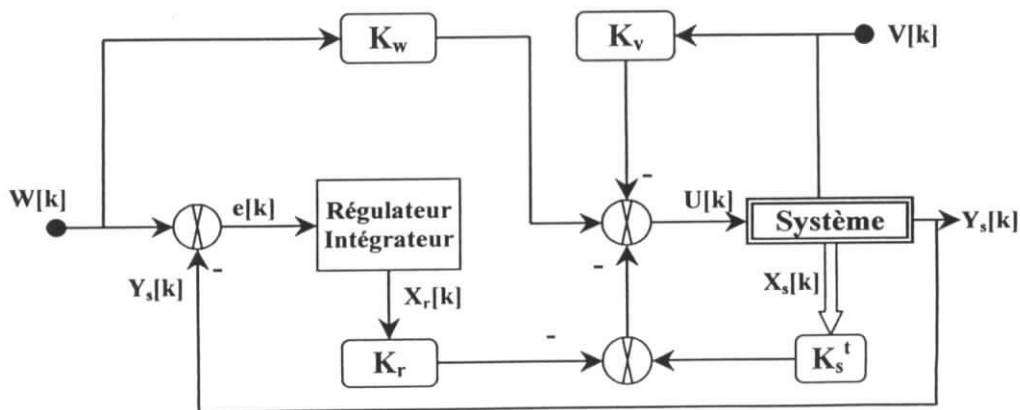 K_w
K_v
V[k]
-
W[k]
e[k]
Régulateur
Intégrateur
U[k]
Système
Y_s[k]
-
Y_s[k]
-
X_s[k]
X_r[k]
-
K_r
K_s^t